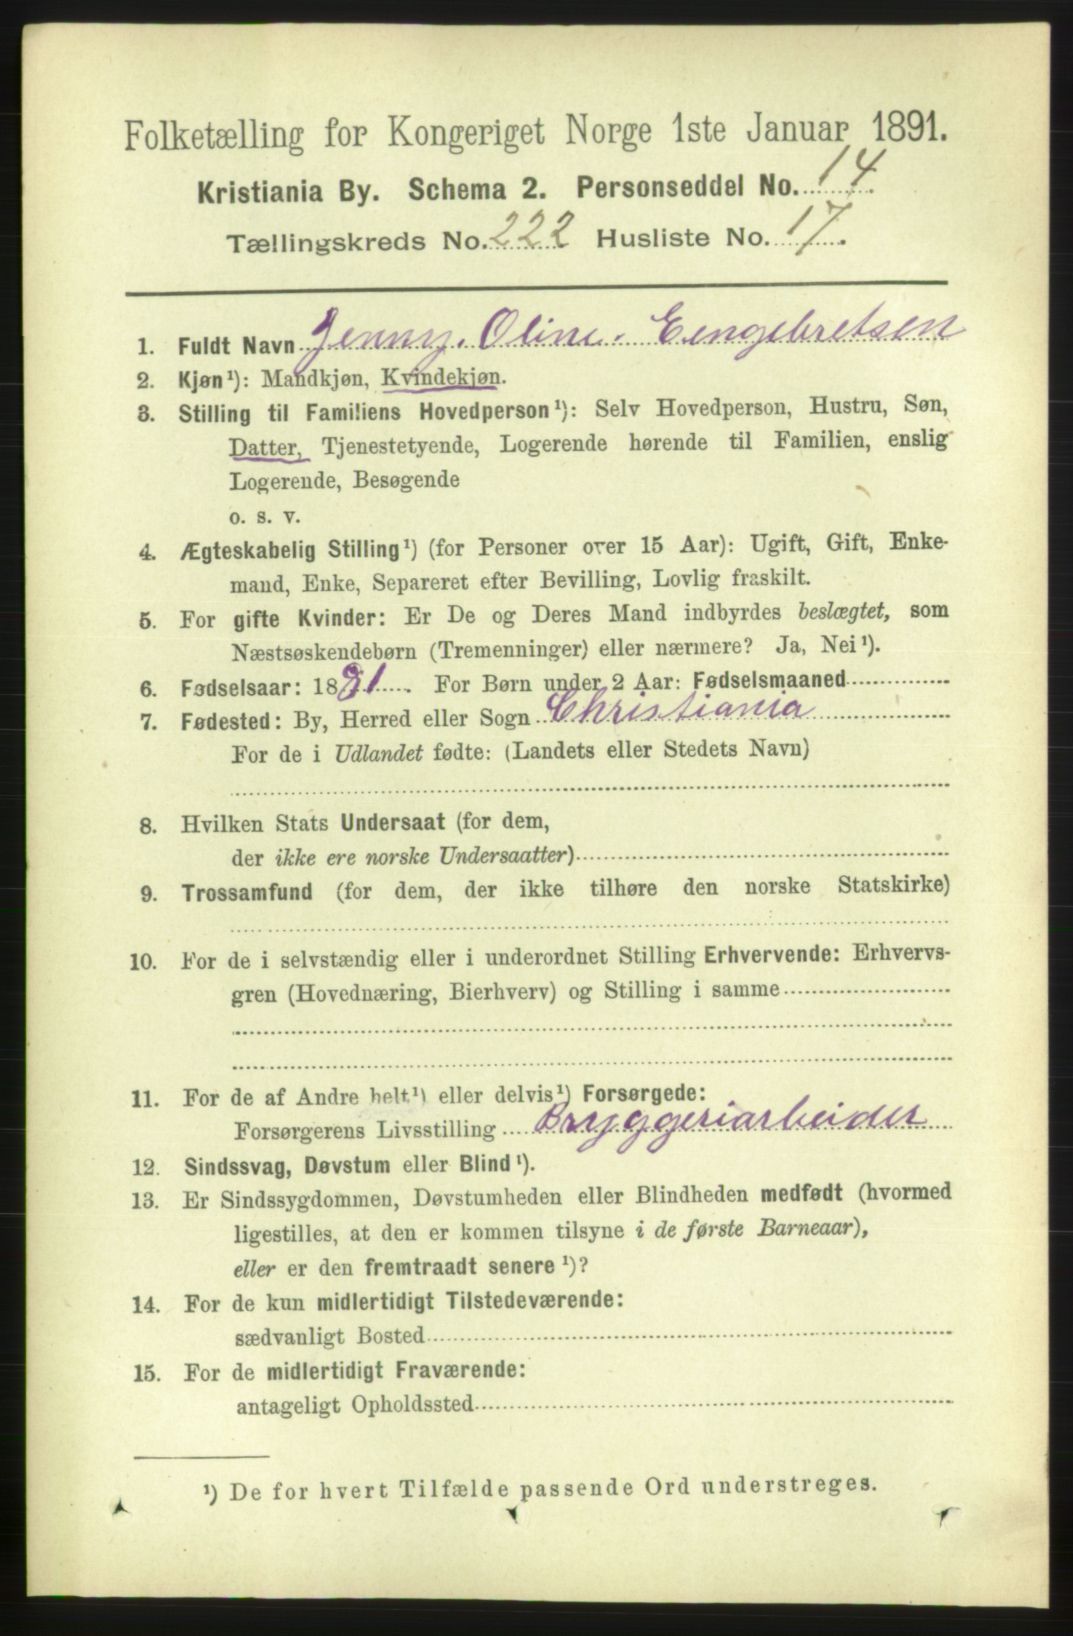 Folketælling for Kongeriget Norge 1ste Januar 1891.
Kristiania By. Schema 2. Personseddel No. 14.
Tællingskreds No. 222 Husliste No. 17.
1. Fuldt Navn Jenny. Oline. Eengebretsen
2. Kjøn¹): Mandkjøn, Kvindekjøn.
3. Stilling til Familiens Hovedperson¹): Selv Hovedperson, Hustru, Søn,
Datter, Tjenestetyende, Logerende hørende til Familien, enslig
Logerende, Besøgende
o. s. v.
4. Ægteskabelig Stilling¹) (for Personer over 15 Aar): Ugift, Gift, Enke-
mand, Enke, Separeret efter Bevilling, Lovlig fraskilt.
5. For gifte Kvinder: Er De og Deres Mand indbyrdes beslægtet, som
Næstsøskendebørn (Tremenninger) eller nærmere? Ja, Nei¹).
6. Fødselsaar: 1881. For Børn under 2 Aar: Fødselsmaaned
7. Fødested: By, Herred eller Sogn Christiania
For de i Udlandet fødte: (Landets eller Stedets Navn)
8. Hvilken Stats Undersaat (for dem,
der ikke ere norske Undersaatter)
9. Trossamfund (for dem, der ikke tilhøre den norske Statskirke)
10. For de i selvstændig eller i underordnet Stilling Erhvervende: Erhvervs-
gren (Hovednæring, Bierhverv) og Stilling i samme
11. For de af Andre helt¹) eller delvis¹) Forsørgede:
Forsørgerens Livsstilling Bryggeriarbeider
12. Sindssvag, Døvstum eller Blind¹).
13. Er Sindssygdommen, Døvstumheden eller Blindheden medfødt (hvormed
ligestilles, at den er kommen tilsyne i de første Barneaar),
eller er den fremtraadt senere¹)?
14. For de kun midlertidigt Tilstedeværende:
sædvanligt Bosted
15. For de midlertidigt Fraværende:
antageligt Opholdssted
¹) De for hvert Tilfælde passende Ord understreges.